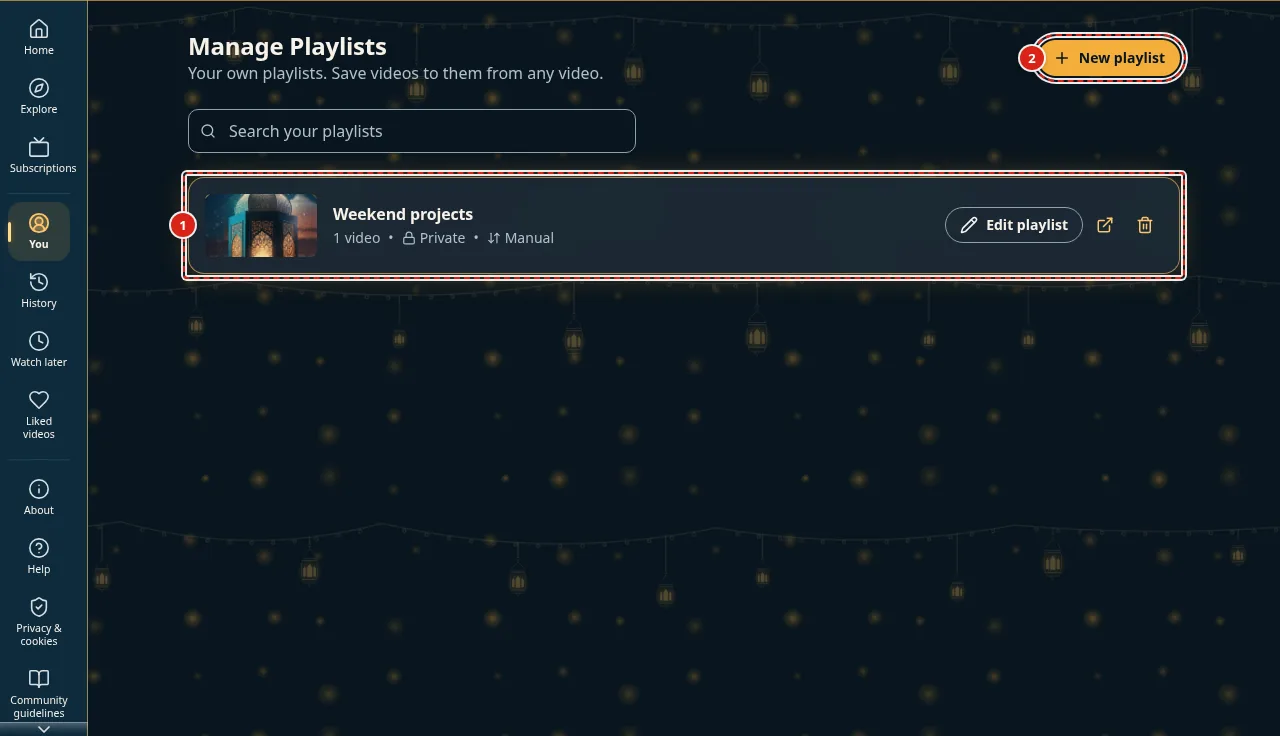 Home
Explore
Subscriptions
You
History
Watch later
Liked
videos
About
Help
Privacy &
cookies
Community
guidelines
Manage Playlists
Your own playlists. Save videos to them from any video.
2
New playlist
Search your playlists
1
Weekend projects
1 video • Private • Manual
Edit playlist